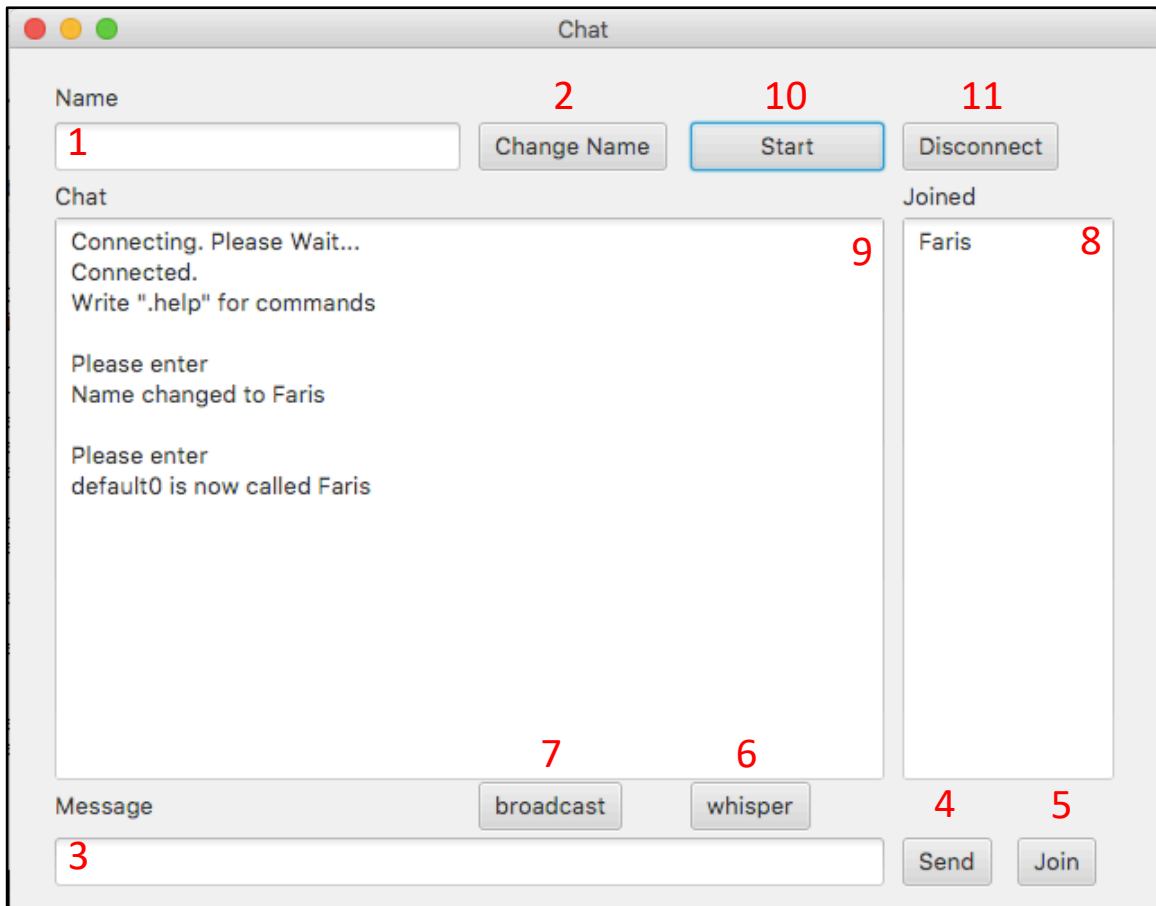 Chat
Name
2
10
11
1
Change Name
Start
Disconnect
Chat
Joined
Connecting. Please Wait...
Connected.
Write ".help" for commands
Please enter
Name changed to Faris
Please enter
default0 is now called Faris
9
Faris
8
7
6
Message
broadcast
whisper
4
5
3
Send
Join